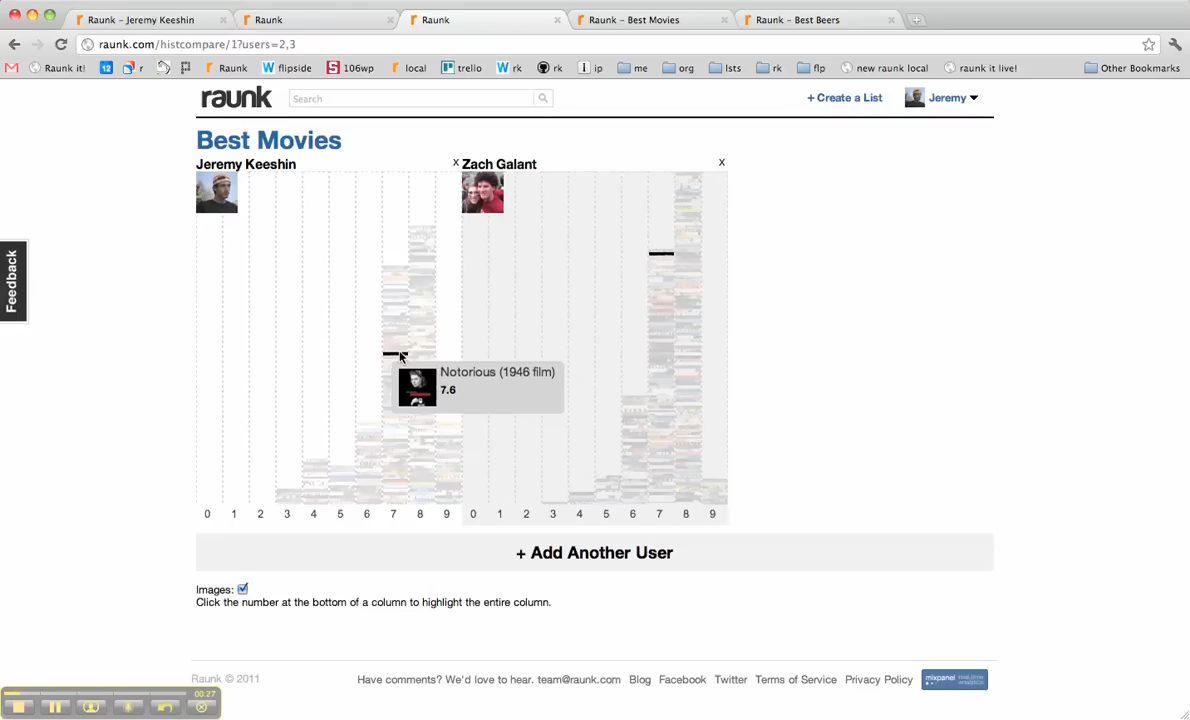 Raunk - Jeremy Keeshin
Raunk
Raunk
Raunk – Best Movies
Raunk – Best Beers
raunk.com/histcompare/1?users=2,3
Raunk it!
12
r
Raunk
flipside
106wp
local
trello
rk
rk
ip
me
org
lsts
rk
flp
new raunk local
raunk it live!
Other Bookmarks
raunk
Search
+ Create a List
Jeremy
Best Movies
Jeremy Keeshin
x
Zach Galant
x
Feedback
Notorious (1946 film)
7.6
0 1 2 3 4 5 6 7 8 9 0 1 2 3 4 5 6 7 8 9
+ Add Another User
Images:
Click the number at the bottom of a column to highlight the entire column.
Raunk © 2011
Have comments? We'd love to hear. team@raunk.com Blog Facebook Twitter Terms of Service Privacy Policy
mixpanel
00:27